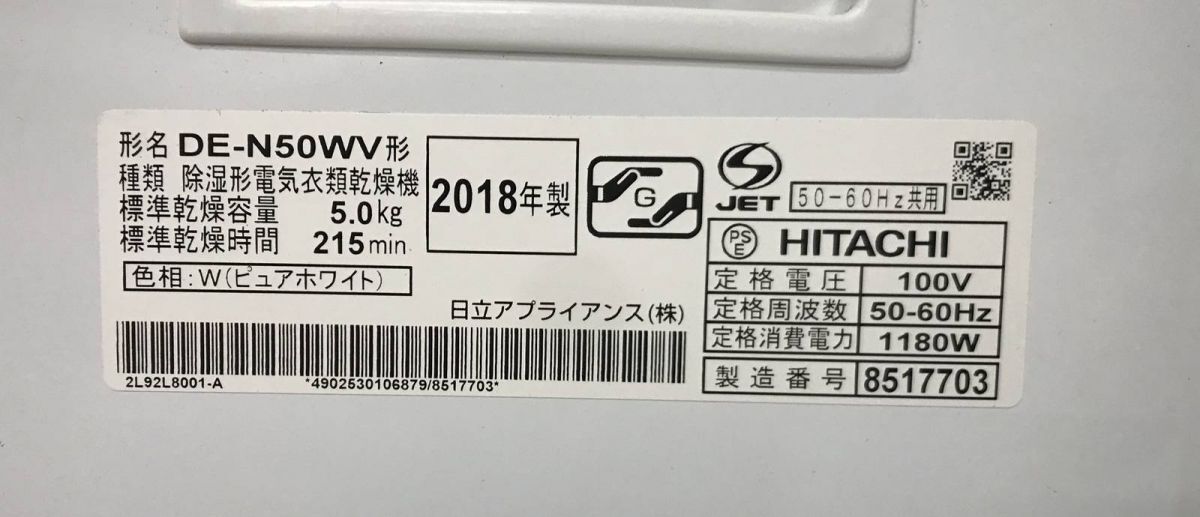 形名 DE-N50WV形
種類 除湿形電気衣類乾燥機
標準乾燥容量 5.0kg
標準乾燥時間 215min
色相:W(ピュアホワイト)
2018年製
G
JET
50-60Hz共用
PSE HITACHI
定格電圧 100V
定格周波数 50-60Hz
定格消費電力 1180W
製造番号 8517703
日立アプライアンス(株)
2L92L8001-A *4902530106879/8517703*